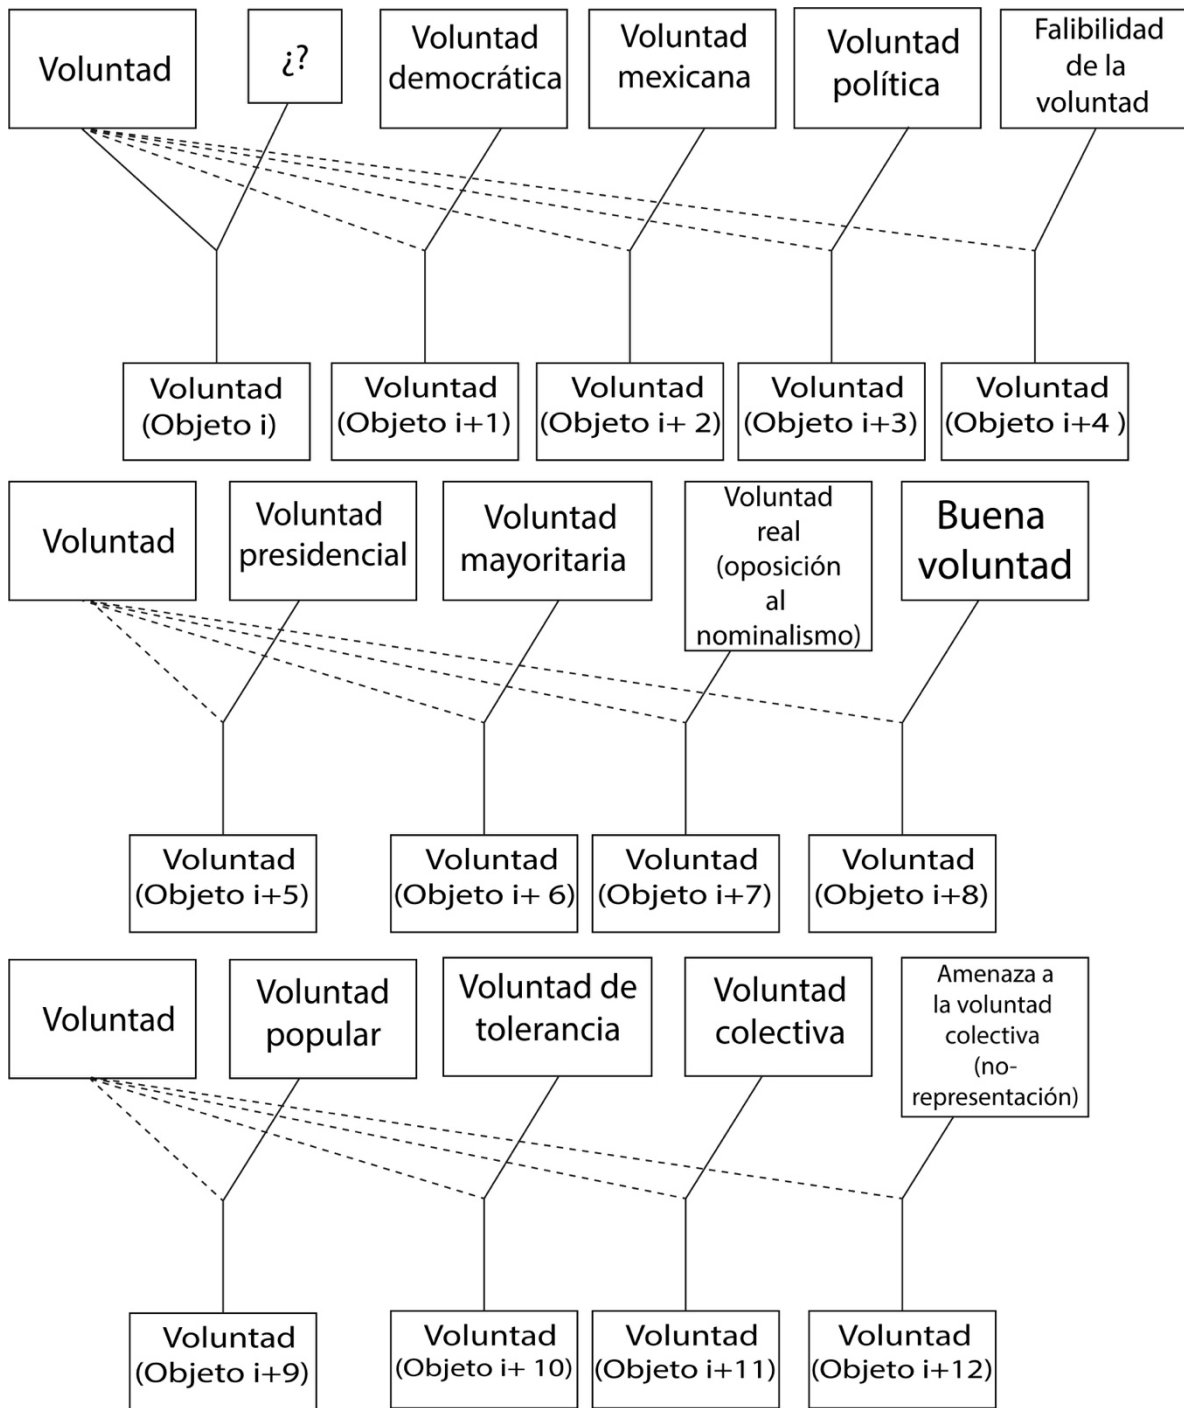 Voluntad
¿?
Voluntad
democrática
Voluntad
mexicana
Voluntad
política
Falibilidad
de la
voluntad
Voluntad
(Objeto i)
Voluntad
(Objeto i+1)
Voluntad
(Objeto i+ 2)
Voluntad
(Objeto i+3)
Voluntad
(Objeto i+4 )
Voluntad
Voluntad
presidencial
Voluntad
mayoritaria
Voluntad
real
(oposición
al
nominalismo)
Buena
voluntad
Voluntad
(Objeto i+5)
Voluntad
(Objeto i+ 6)
Voluntad
(Objeto i+7)
Voluntad
(Objeto i+8)
Voluntad
Voluntad
popular
Voluntad de
tolerancia
Voluntad
colectiva
Amenaza a
la voluntad
colectiva
(no-
representación)
Voluntad
(Objeto i+9)
Voluntad
(Objeto i+ 10)
Voluntad
(Objeto i+11)
Voluntad
(Objeto i+12)